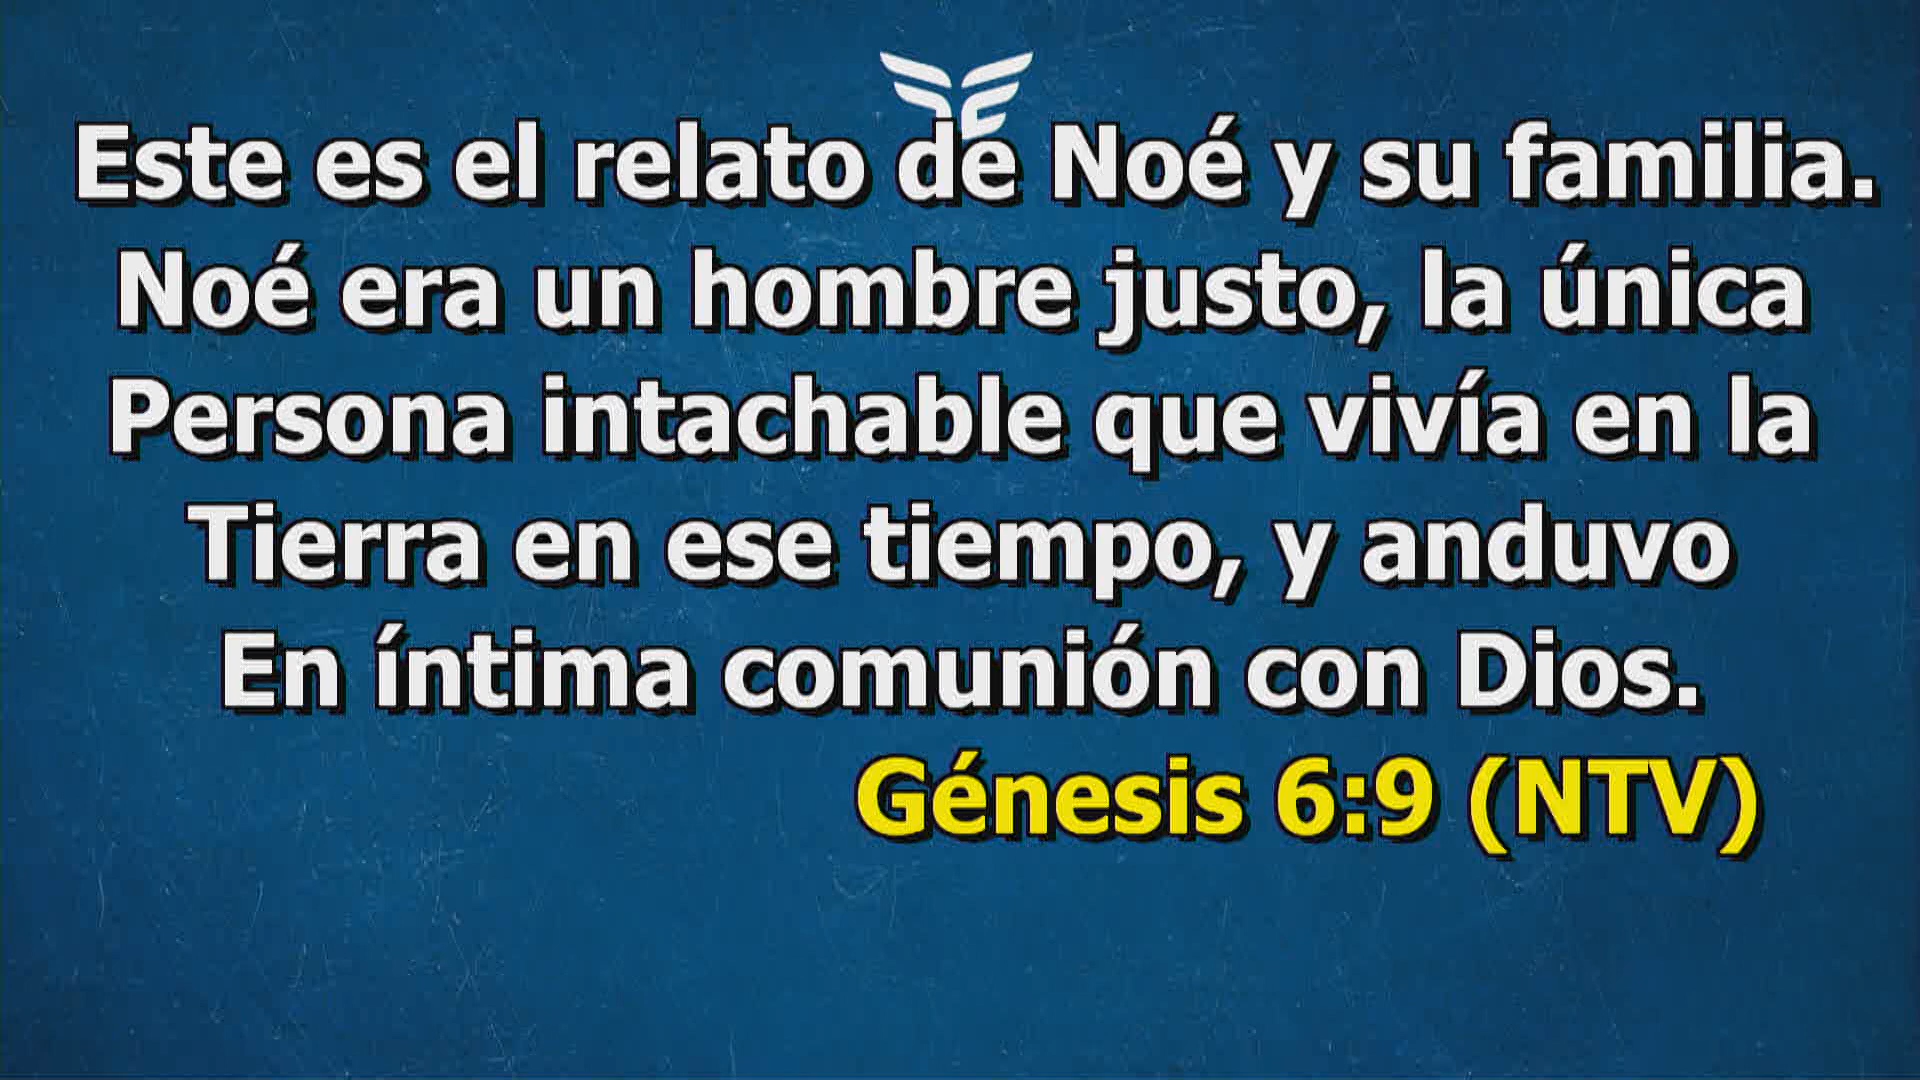 Este es el relato de Noé y su familia.
Noé era un hombre justo, la única
Persona intachable que vivía en la
Tierra en ese tiempo, y anduvo
En íntima comunión con Dios.
Génesis 6:9 (NTV)